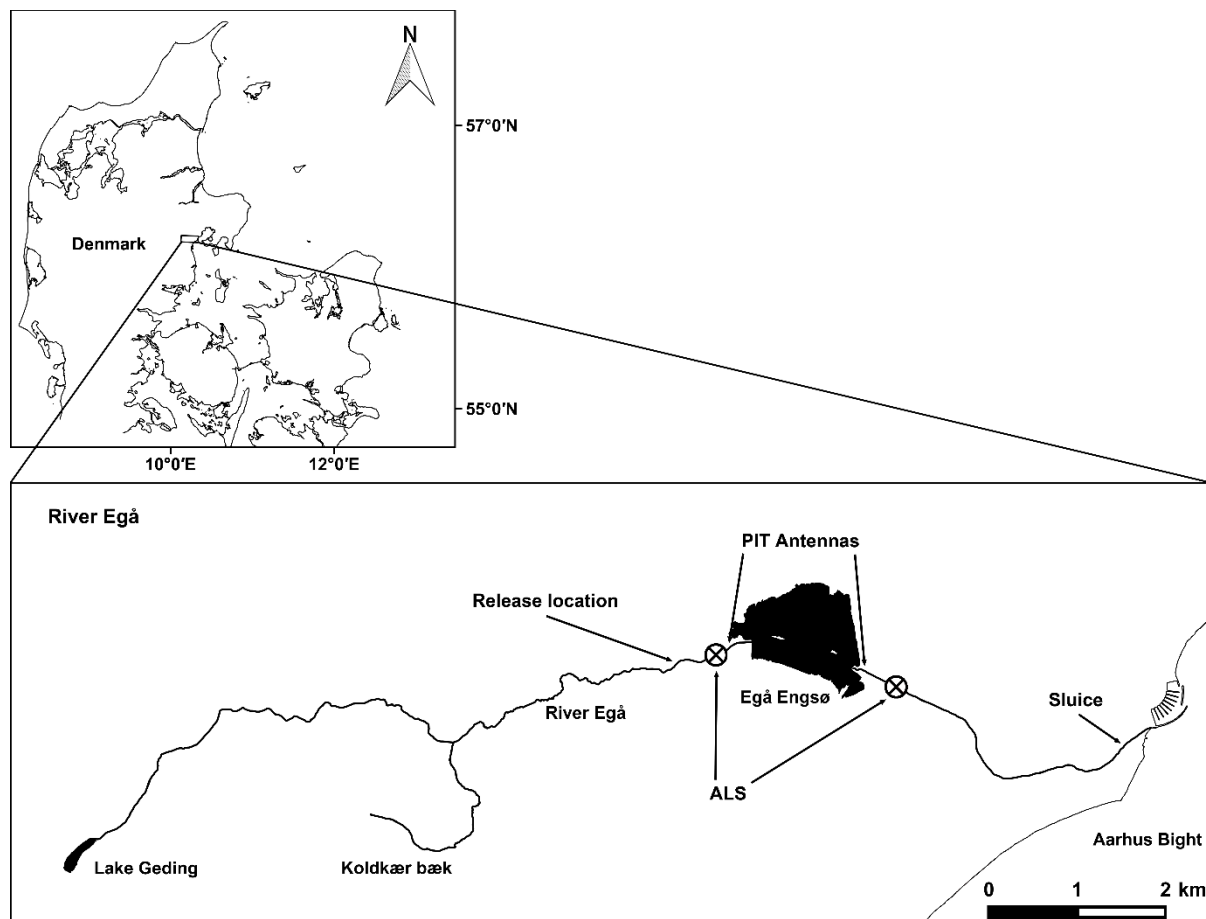 N
57°0'N
Denmark
55°0'N
10°0'E 12°0'E
River Egå
PIT Antennas
Release location
Egå Engsø
River Egå
Sluice
ALS
Aarhus Bight
Lake Geding
Koldkær bæk
0 1 2 km